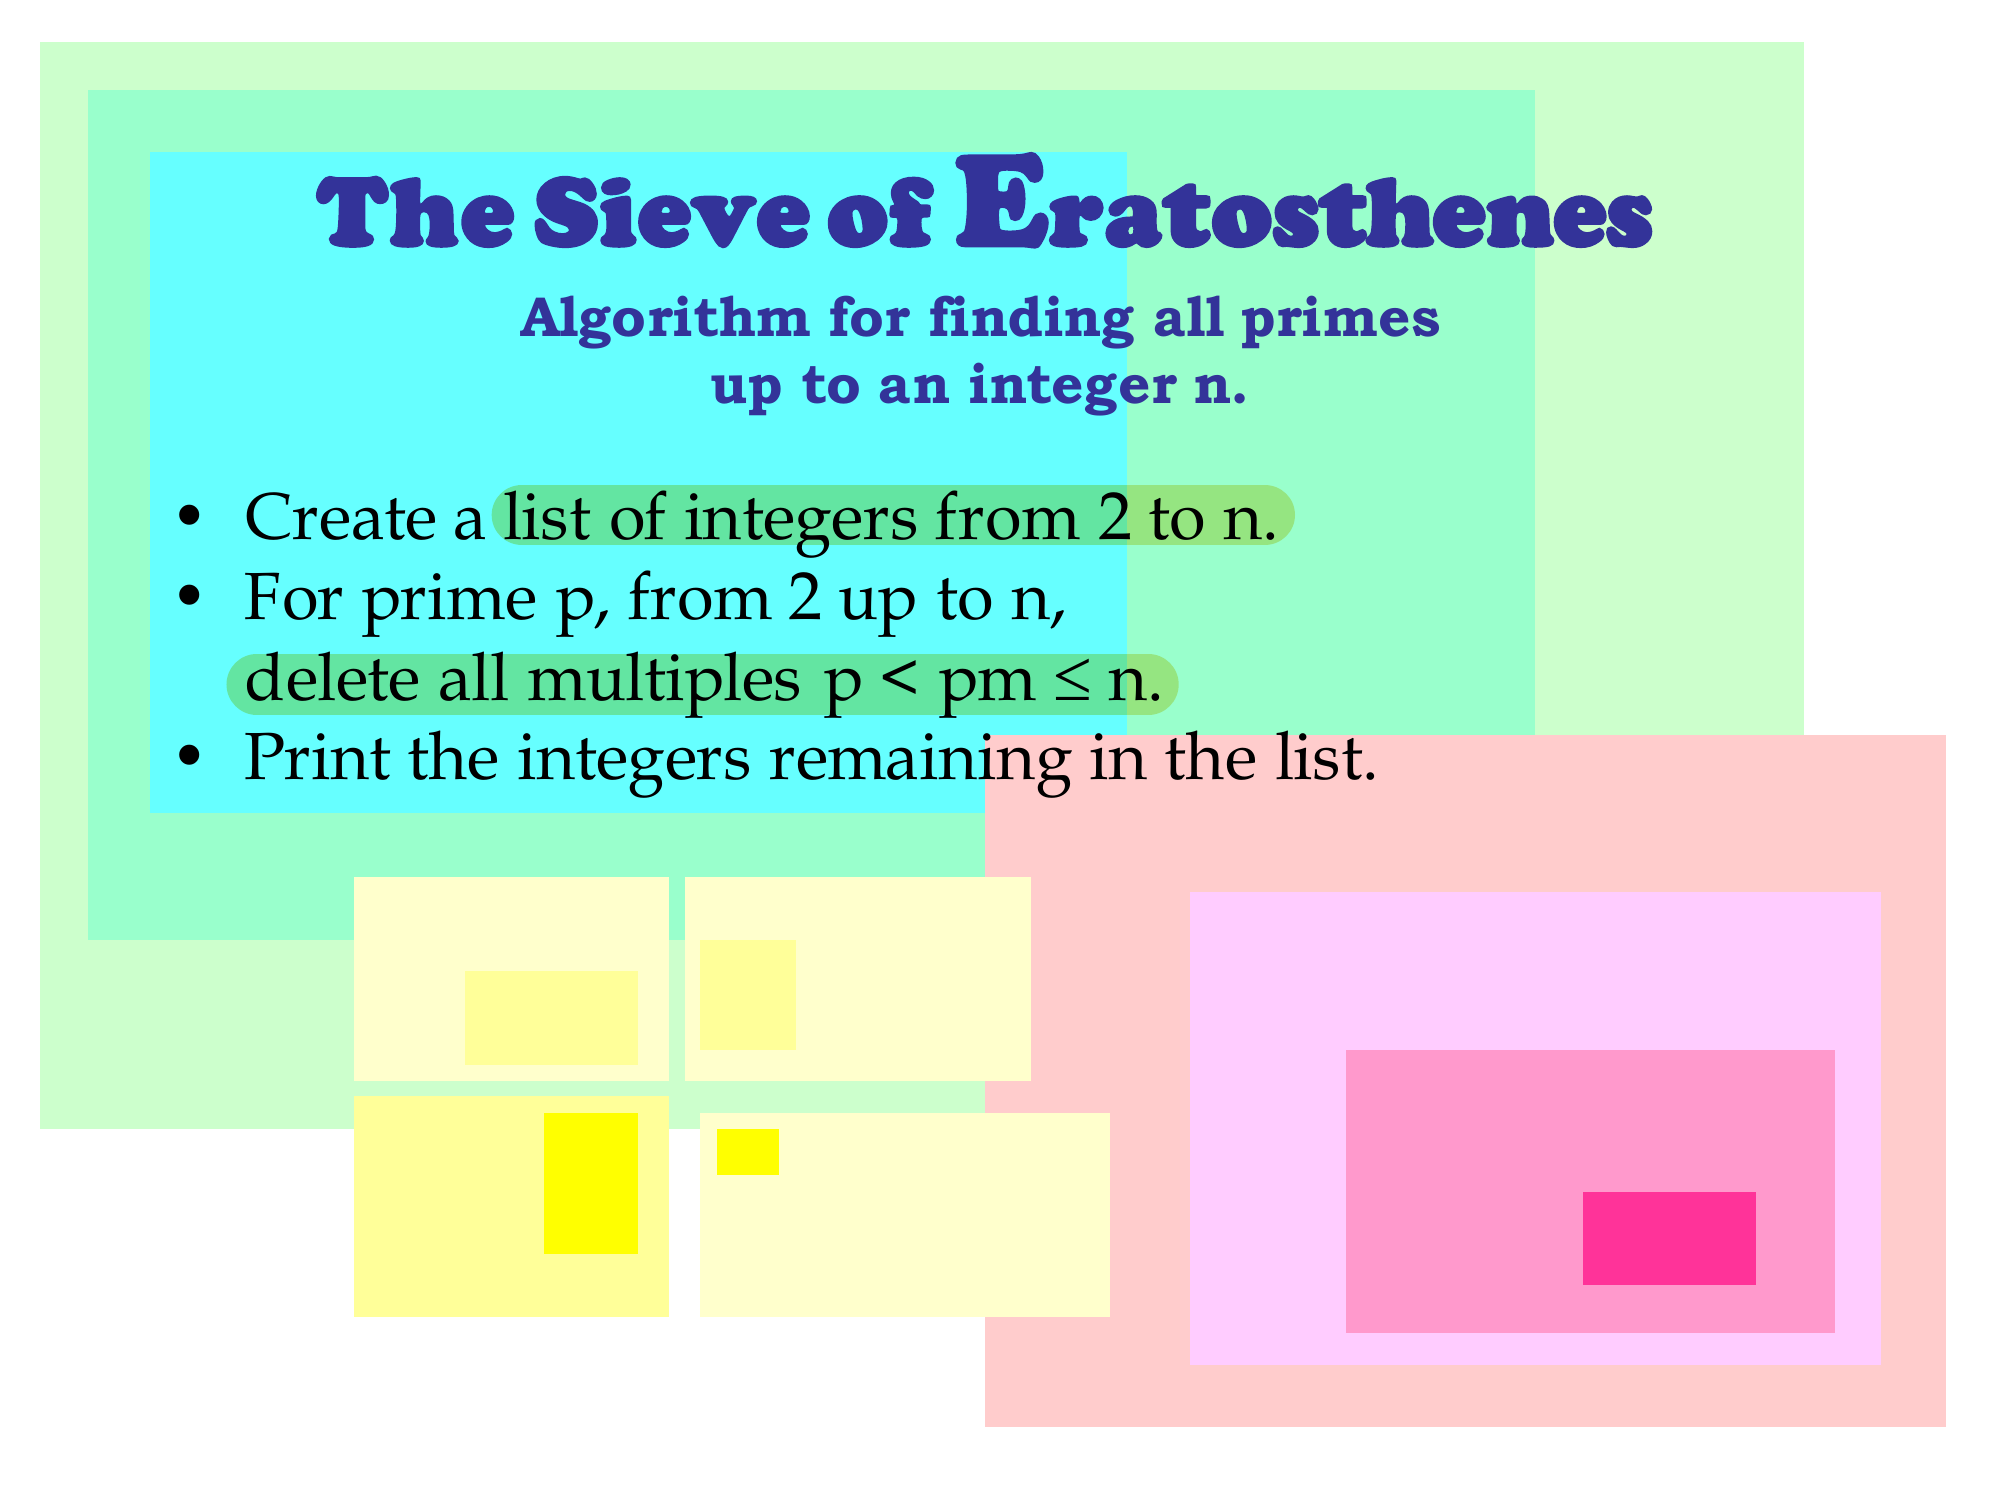 The Sieve of Eratosthenes
Algorithm for finding all primes
up to an integer n.
• Create a list of integers from 2 to n.
• For prime p, from 2 up to n,
delete all multiples p < pm ≤ n.
• Print the integers remaining in the list.